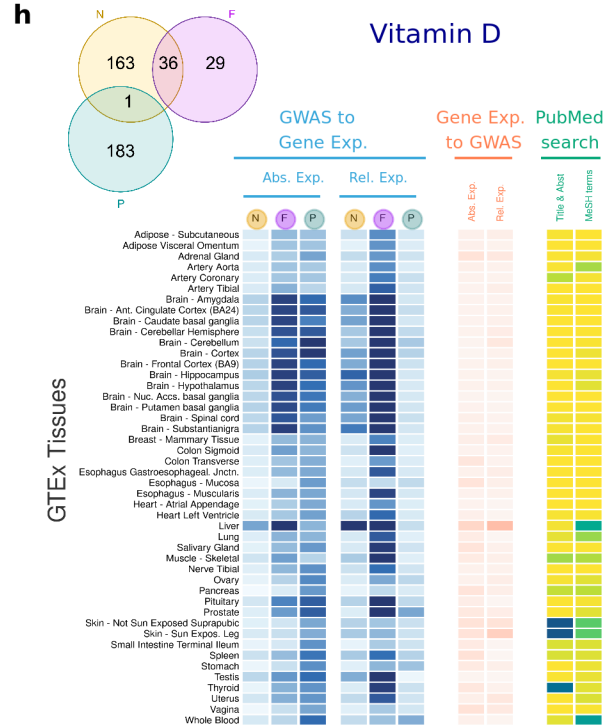 h
N
F
Vitamin D
163
36
29
1
183
P
GWAS to
Gene Exp.
Gene Exp.
to GWAS
PubMed
search
Abs. Exp.
Rel. Exp.
Abs. Exp.
Rel. Exp.
Title & Abst
MeSH terms
N
F
P
N
F
P
GTEx Tissues
Adipose - Subcutaneous
Adipose Visceral Omentum
Adrenal Gland
Artery Aorta
Artery Coronary
Artery Tibial
Brain - Amygdala
Brain - Ant. Cingulate Cortex (BA24)
Brain - Caudate basal ganglia
Brain - Cerebellar Hemisphere
Brain - Cerebellum
Brain - Cortex
Brain - Frontal Cortex (BA9)
Brain - Hippocampus
Brain - Hypothalamus
Brain - Nuc. Accs. basal ganglia
Brain - Putamen basal ganglia
Brain - Spinal cord
Brain - Substantianigra
Breast - Mammary Tissue
Colon Sigmoid
Colon Transverse
Esophagus Gastroesophageal. Jnctn.
Esophagus - Mucosa
Esophagus - Muscularis
Heart - Atrial Appendage
Heart Left Ventricle
Liver
Lung
Salivary Gland
Muscle - Skeletal
Nerve Tibial
Ovary
Pancreas
Pituitary
Prostate
Skin - Not Sun Exposed Suprapubic
Skin - Sun Expos. Leg
Small Intestine Terminal Ileum
Spleen
Stomach
Testis
Thyroid
Uterus
Vagina
Whole Blood